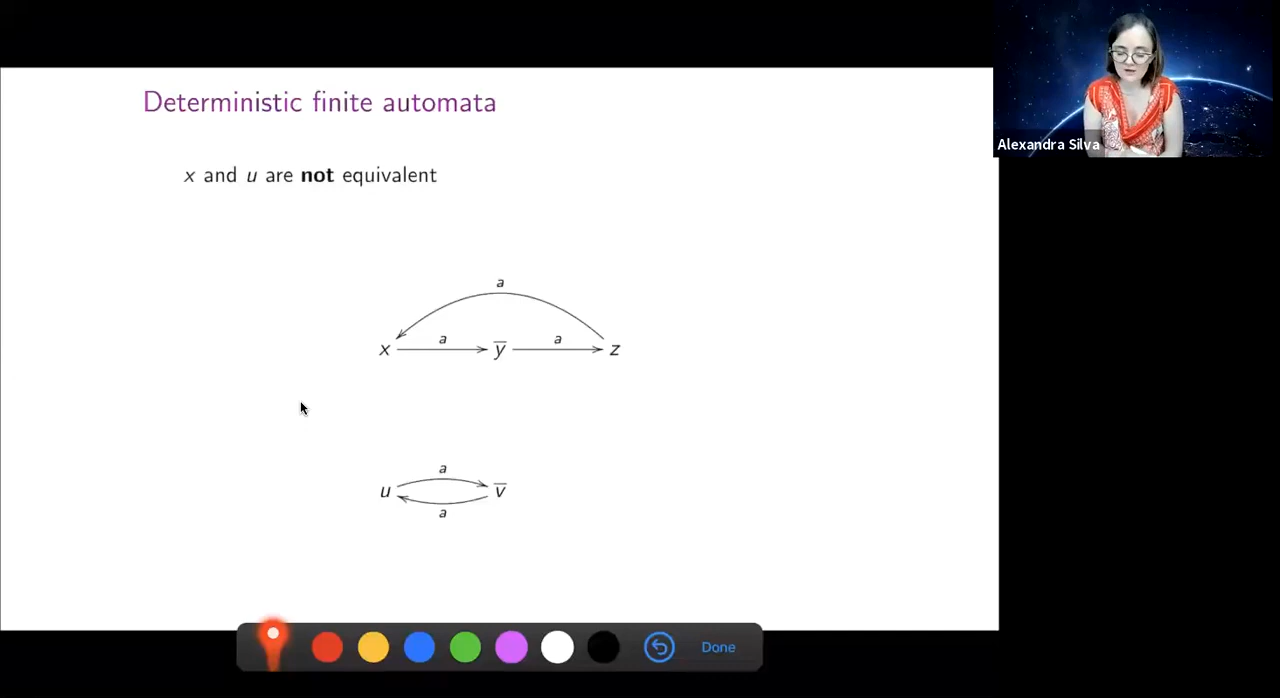 Deterministic finite automata
Alexandra Silva
x and u are not equivalent
a
a a
x y̅ z
a
u v̅
a
Done